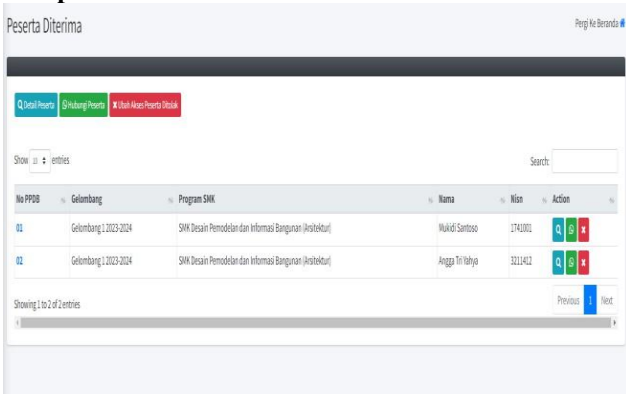 Peserta Diterima
Pergi Ke Beranda
Detail Peserta Hubungi Peserta Ubah Akses Peserta Ditolak
Show 10 entries
Search:
No PPDB Gelombang Program SMK Nama Nisn Action
01 Gelombang 1 2023-2024 SMK Desain Pemodelan dan Informasi Bangunan (Arsitektur) Mukidi Santoso 1741001
02 Gelombang 1 2023-2024 SMK Desain Pemodelan dan Informasi Bangunan (Arsitektur) Angga Tri Yahya 3211412
Showing 1 to 2 of 2 entries
Previous 1 Next